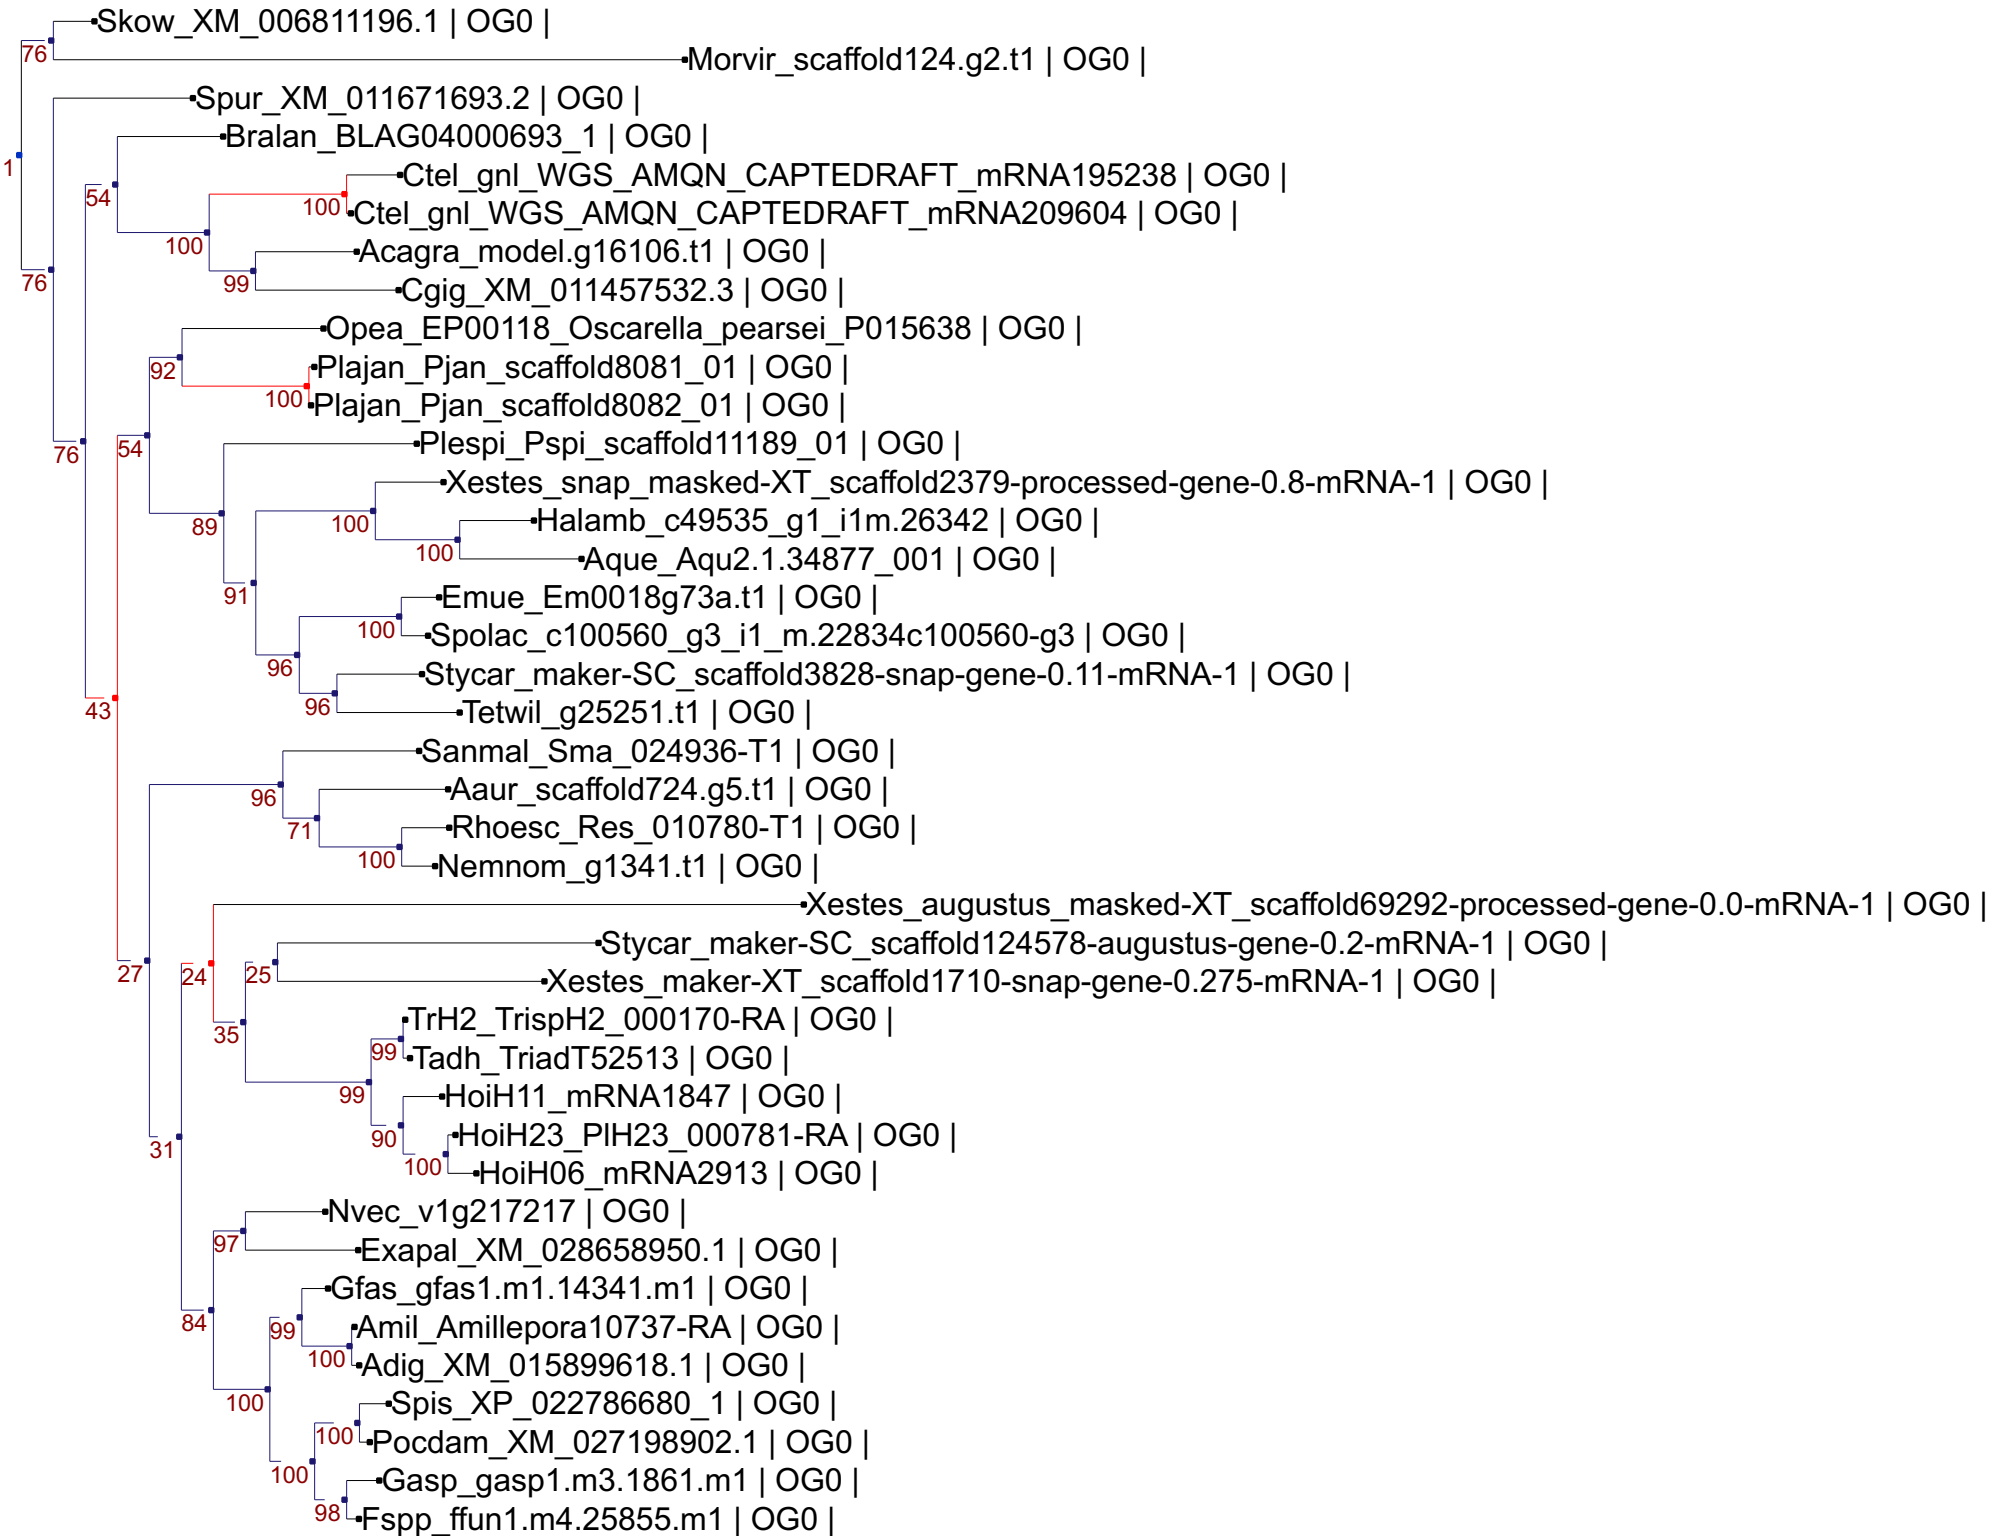 Skow_XM_006811196.1 | OG0 |
76
Morvir_scaffold124.g2.t1 | OG0 |
Spur_XM_011671693.2 | OG0 |
Bralan_BLAG04000693_1 | OG0 |
1
Ctel_gnl_WGS_AMQN_CAPTEDRAFT_mRNA195238 | OG0 |
54
100
Ctel_gnl_WGS_AMQN_CAPTEDRAFT_mRNA209604 | OG0 |
100
Acagra_model.g16106.t1 | OG0 |
76
99
Cgig_XM_011457532.3 | OG0 |
Opea_EP00118_Oscarella_pearsei_P015638 | OG0 |
92
Plajan_Pjan_scaffold8081_01 | OG0 |
100
Plajan_Pjan_scaffold8082_01 | OG0 |
76
54
Plespi_Pspi_scaffold11189_01 | OG0 |
Xestes_snap_masked-XT_scaffold2379-processed-gene-0.8-mRNA-1 | OG0 |
89
100
Halamb_c49535_g1_i1m.26342 | OG0 |
100
Aque_Aqu2.1.34877_001 | OG0 |
91
Emue_Em0018g73a.t1 | OG0 |
100
Spolac_c100560_g3_i1_m.22834c100560-g3 | OG0 |
96
Stycar_maker-SC_scaffold3828-snap-gene-0.11-mRNA-1 | OG0 |
43
96
Tetwil_g25251.t1 | OG0 |
Sanmal_Sma_024936-T1 | OG0 |
96
Aaur_scaffold724.g5.t1 | OG0 |
71
Rhoesc_Res_010780-T1 | OG0 |
100
Nemnom_g1341.t1 | OG0 |
Xestes_augustus_masked-XT_scaffold69292-processed-gene-0.0-mRNA-1 | OG0 |
Stycar_maker-SC_scaffold124578-augustus-gene-0.2-mRNA-1 | OG0 |
27
24
25
Xestes_maker-XT_scaffold1710-snap-gene-0.275-mRNA-1 | OG0 |
35
TrH2_TrispH2_000170-RA | OG0 |
99
Tadh_TriadT52513 | OG0 |
99
HoiH11_mRNA1847 | OG0 |
31
90
HoiH23_PlH23_000781-RA | OG0 |
100
HoiH06_mRNA2913 | OG0 |
Nvec_v1g217217 | OG0 |
97
Exapal_XM_028658950.1 | OG0 |
Gfas_gfas1.m1.14341.m1 | OG0 |
84
99
Amil_Amillepora10737-RA | OG0 |
100
Adig_XM_015899618.1 | OG0 |
100
Spis_XP_022786680_1 | OG0 |
100
Pocdam_XM_027198902.1 | OG0 |
100
Gasp_gasp1.m3.1861.m1 | OG0 |
98
Fspp_ffun1.m4.25855.m1 | OG0 |